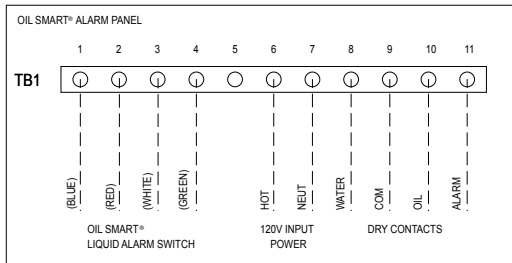 OIL SMART® ALARM PANEL
1 2 3 4 5 6 7 8 9 10 11
TB1
(BLUE) (RED) (WHITE) (GREEN) HOT NEUT WATER COM OIL ALARM
OIL SMART® 120V INPUT DRY CONTACTS
LIQUID ALARM SWITCH POWER